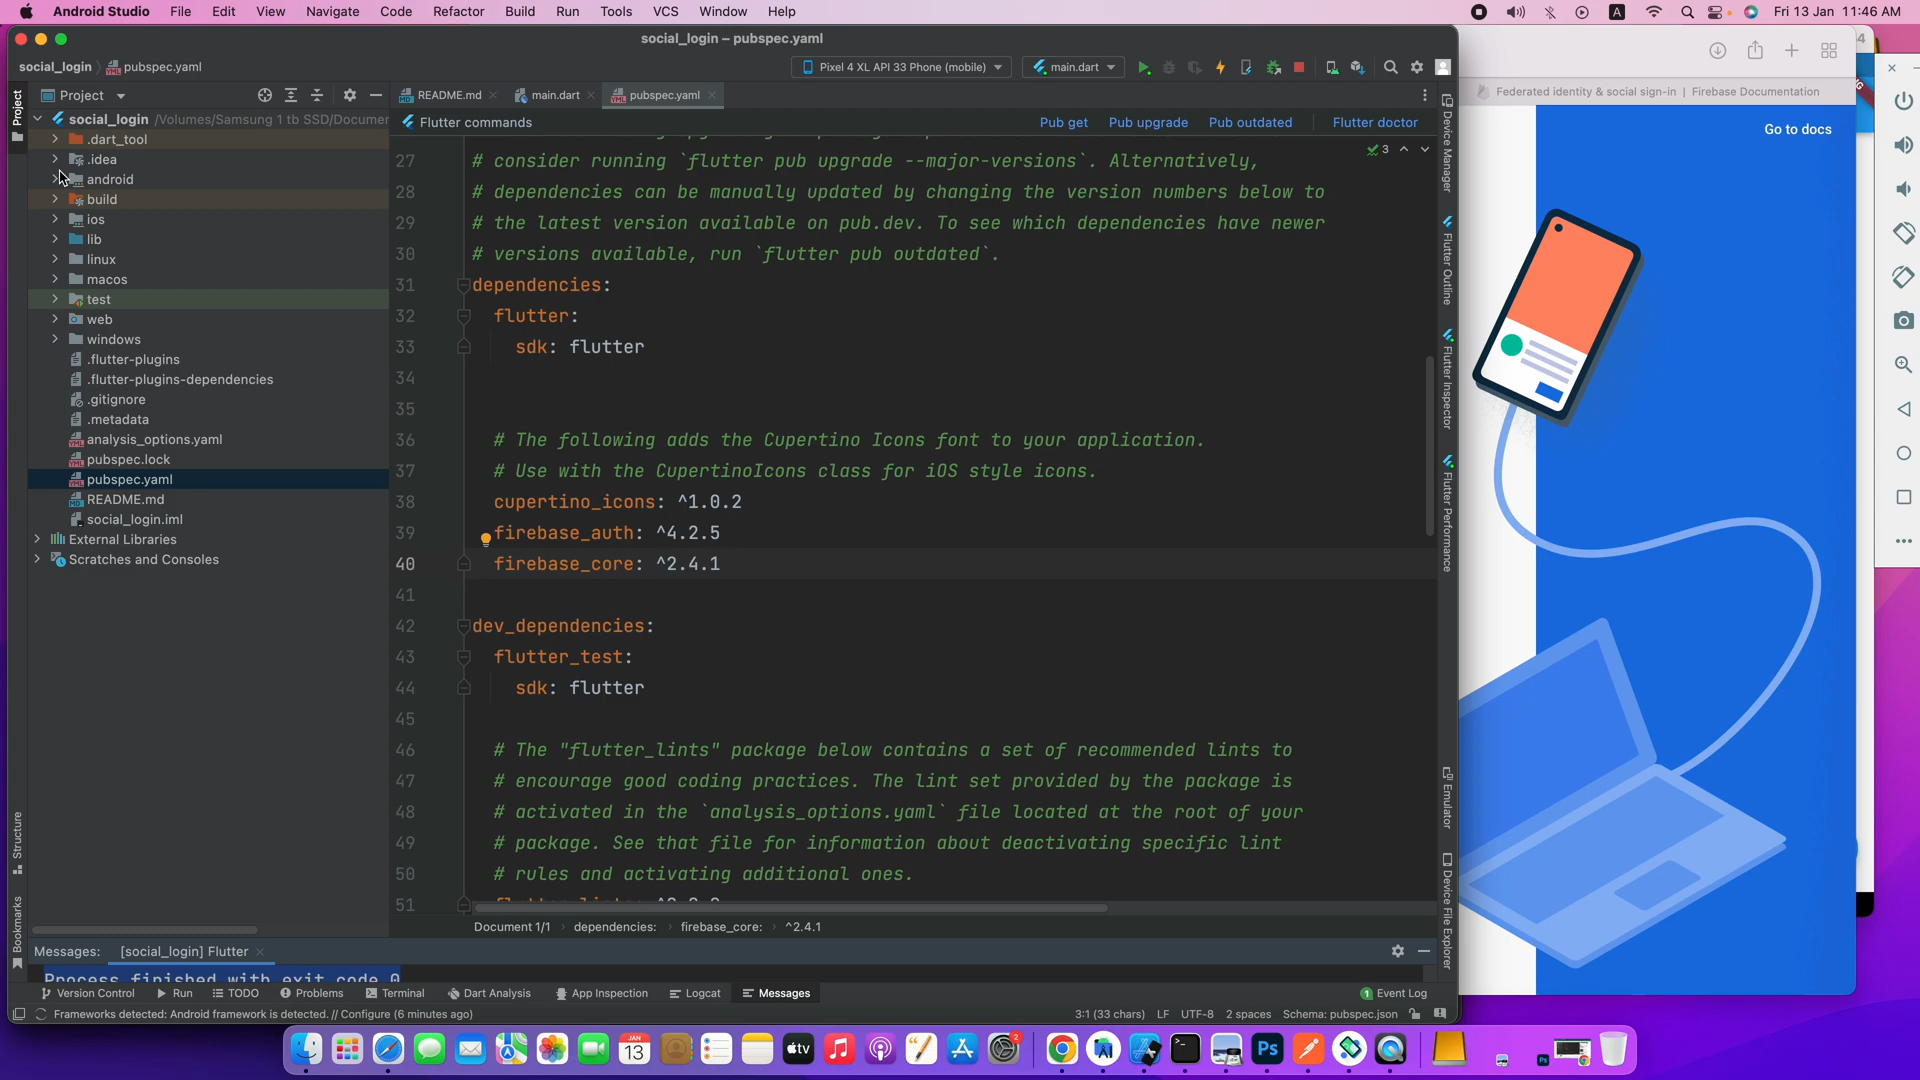 Android Studio File Edit View Navigate Code Refactor Build Run Tools VCS Window Help
A
Fri 13 Jan 11:46 AM
social_login – pubspec.yaml
social_login pubspec.yaml
Pixel 4 XL API 33 Phone (mobile) main.dart
Project
README.md main.dart pubspec.yaml
Federated identity & social sign-in | Firebase Documentation
Go to docs
Flutter commands Pub get Pub upgrade Pub outdated Flutter doctor
3
social_login /Volumes/Samsung 1 tb SSD/Documer
.dart_tool
.idea
android
build
ios
lib
linux
macos
test
web
windows
.flutter-plugins
.flutter-plugins-dependencies
.gitignore
.metadata
analysis_options.yaml
pubspec.lock
pubspec.yaml
README.md
social_login.iml
External Libraries
Scratches and Consoles
27 # consider running `flutter pub upgrade --major-versions`. Alternatively,
28 # dependencies can be manually updated by changing the version numbers below to
29 # the latest version available on pub.dev. To see which dependencies have newer
30 # versions available, run `flutter pub outdated`.
31 dependencies:
32 flutter:
33 sdk: flutter
34
35
36 # The following adds the Cupertino Icons font to your application.
37 # Use with the CupertinoIcons class for iOS style icons.
38 cupertino_icons: ^1.0.2
39 firebase_auth: ^4.2.5
40 firebase_core: ^2.4.1
41
42 dev_dependencies:
43 flutter_test:
44 sdk: flutter
45
46 # The "flutter_lints" package below contains a set of recommended lints to
47 # encourage good coding practices. The lint set provided by the package is
48 # activated in the `analysis_options.yaml` file located at the root of your
49 # package. See that file for information about deactivating specific lint
50 # rules and activating additional ones.
51
Document 1/1 dependencies: firebase_core: ^2.4.1
Project
Structure
Bookmarks
Device Manager
Flutter Outline
Flutter Inspector
Flutter Performance
Emulator
Device File Explorer
Messages: [social_login] Flutter
Process finished with exit code 0
Version Control Run TODO Problems Terminal Dart Analysis App Inspection Logcat Messages
1 Event Log
Frameworks detected: Android framework is detected. // Configure (6 minutes ago)
3:1 (33 chars) LF UTF-8 2 spaces Schema: pubspec.json
JAN
13
tv
2
Ps